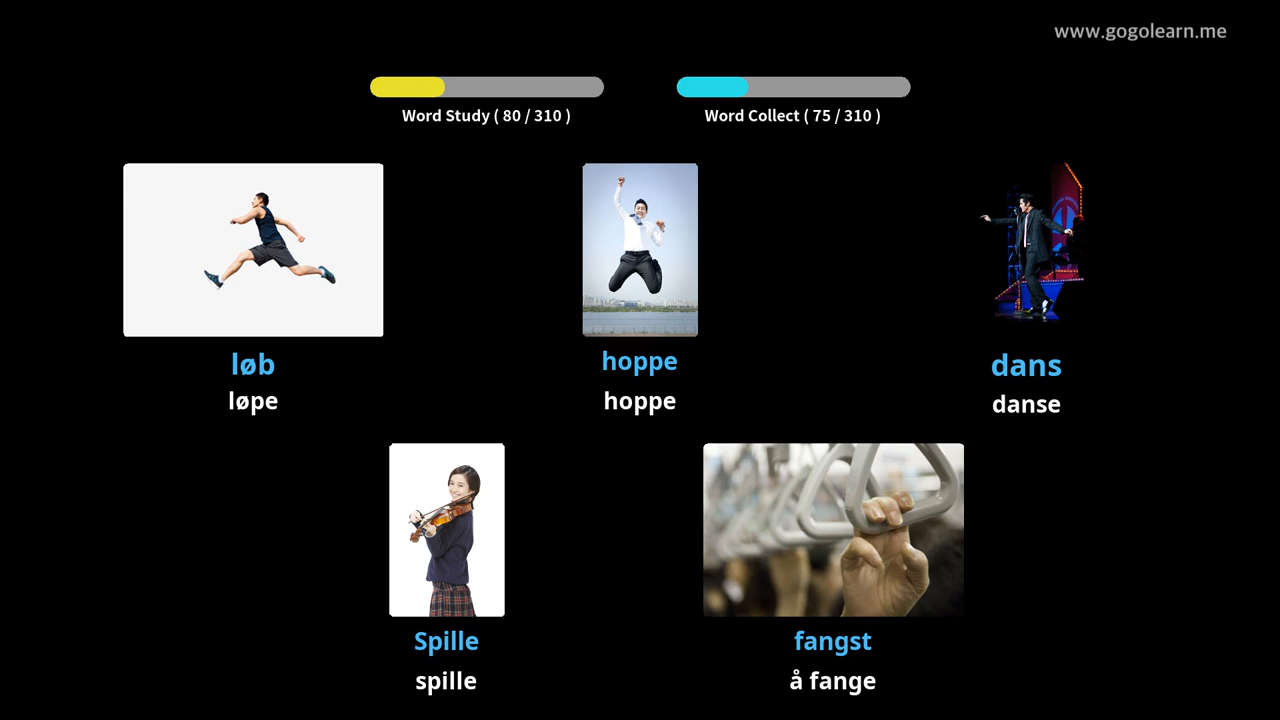 www.gogolearn.me
Word Study ( 80 / 310 )
Word Collect ( 75 / 310 )
løb
løpe
hoppe
hoppe
dans
danse
Spille
spille
fangst
å fange